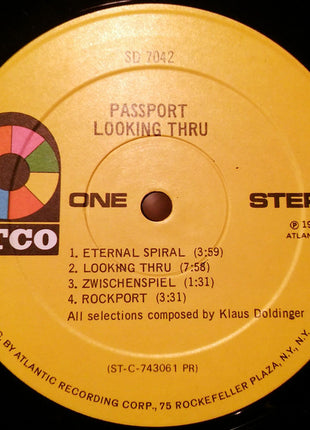 SD 7042
PASSPORT
LOOKING THRU
TCO
ONE STER
℗ 19
ATLAN
1. ETERNAL SPIRAL (3:59)
2. LOOKING THRU (7:58)
3. ZWISCHENSPIEL (1:31)
4. ROCKPORT (3:31)
All selections composed by Klaus Doldinger
(ST-C-743061 PR)
BY ATLANTIC RECORDING CORP., 75 ROCKEFELLER PLAZA, N.Y., N.Y.